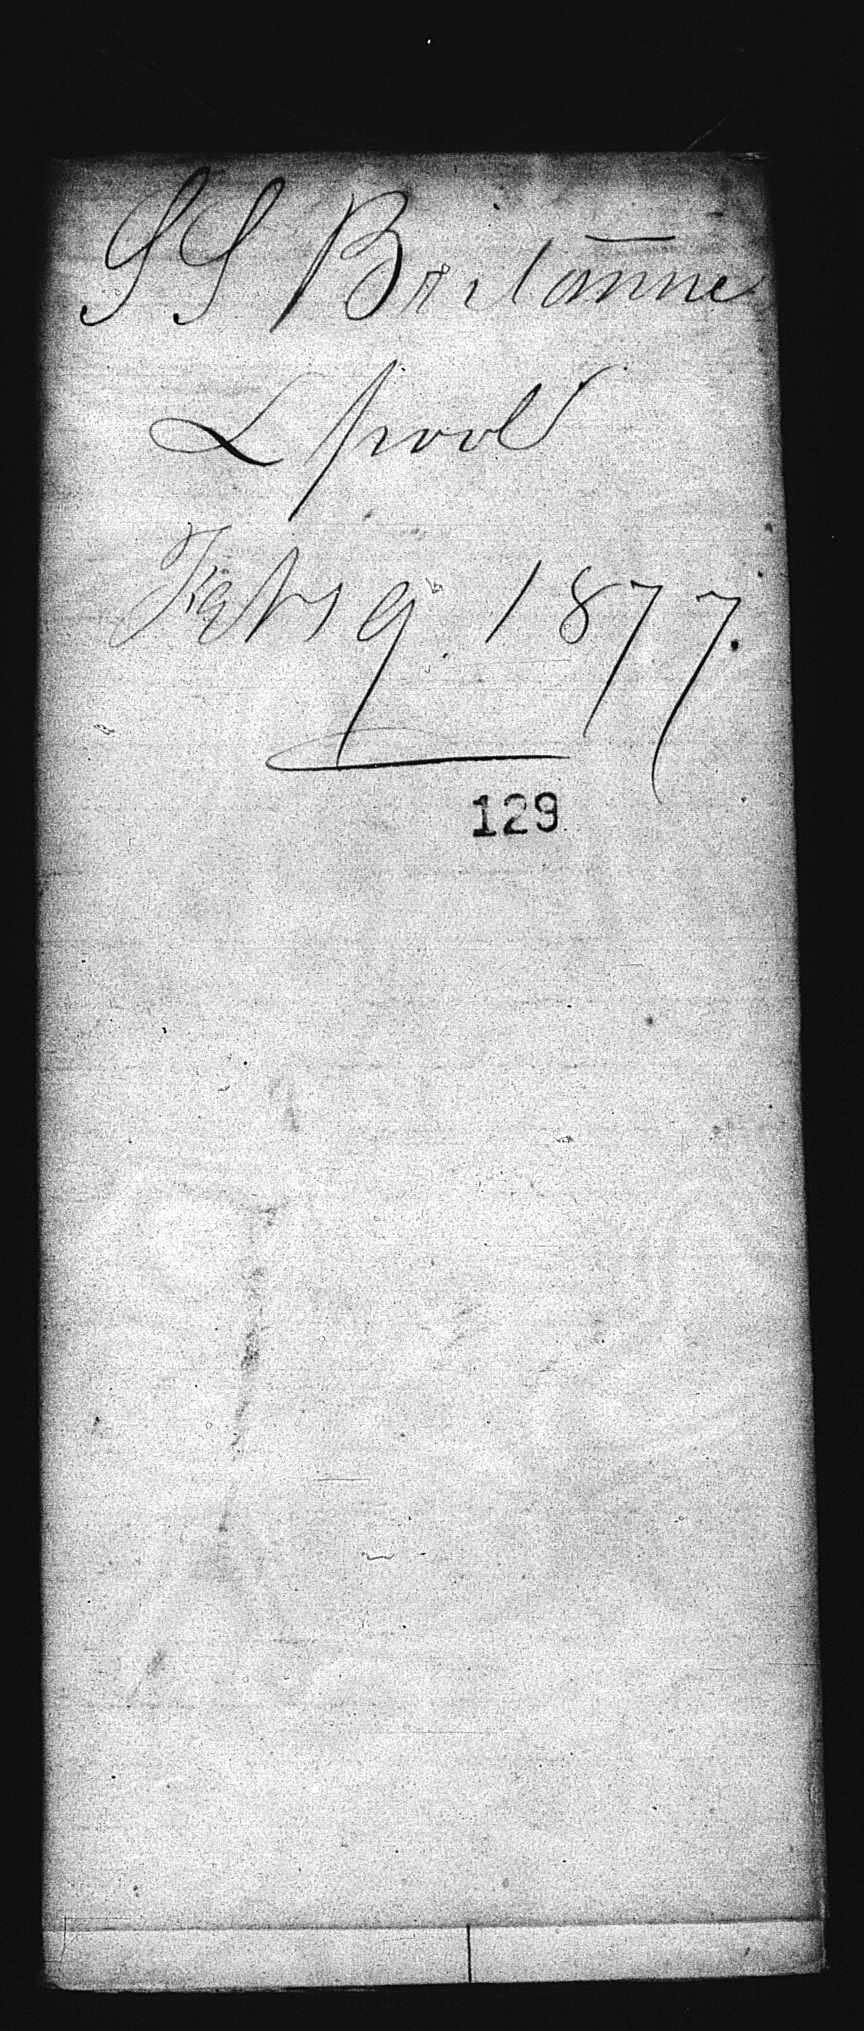 SS Britannic
Lpool
Feby 9. 1877.
129